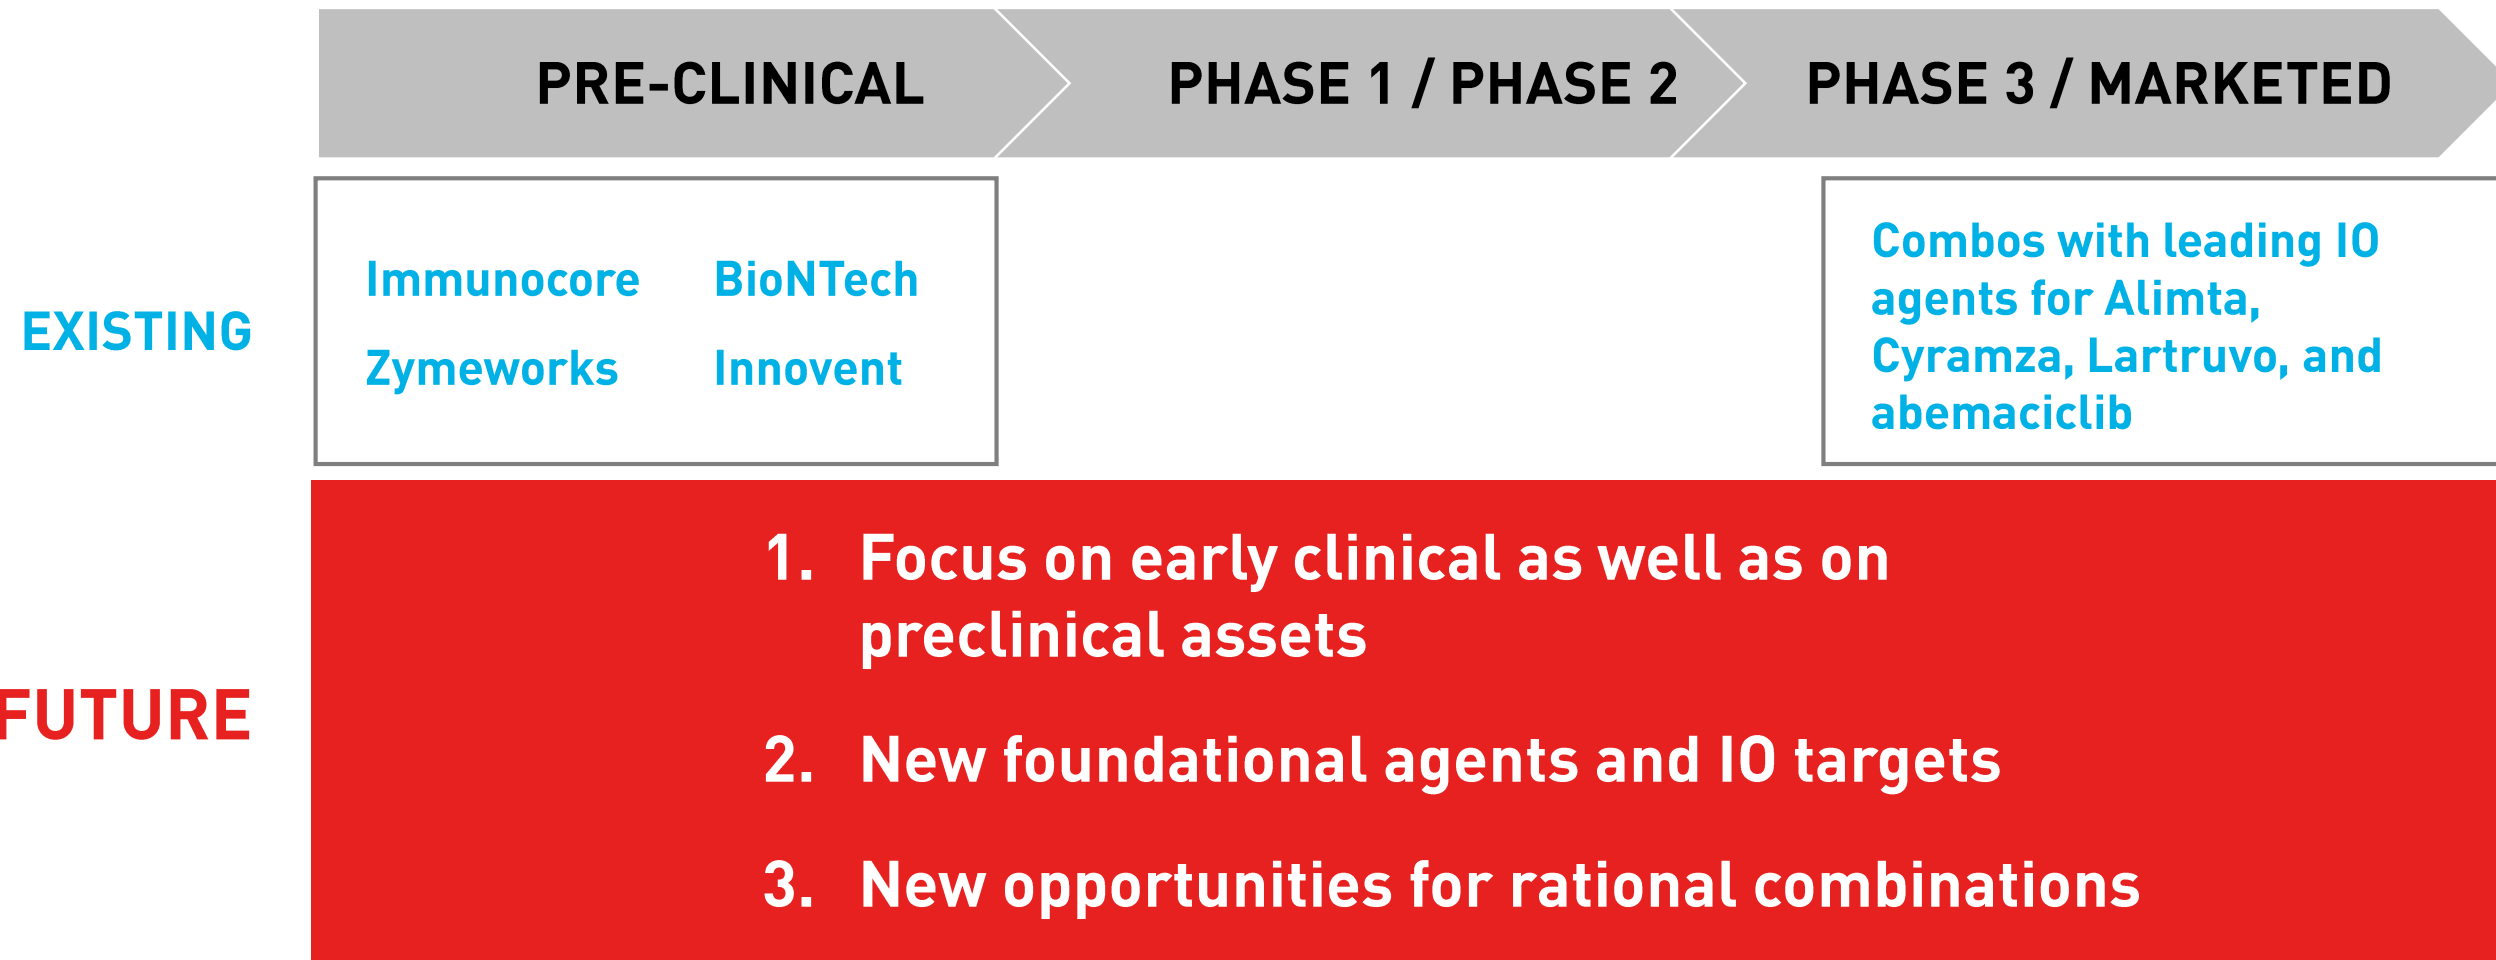 PRE-CLINICAL PHASE 1 / PHASE 2 PHASE 3 / MARKETED
EXISTING
Immunocore BioNTech
Zymeworks Innovent
Combos with leading IO
agents for Alimta,
Cyramza, Lartruvo, and
abemaciclib
FUTURE
1. Focus on early clinical as well as on
preclinical assets
2. New foundational agents and IO targets
3. New opportunities for rational combinations